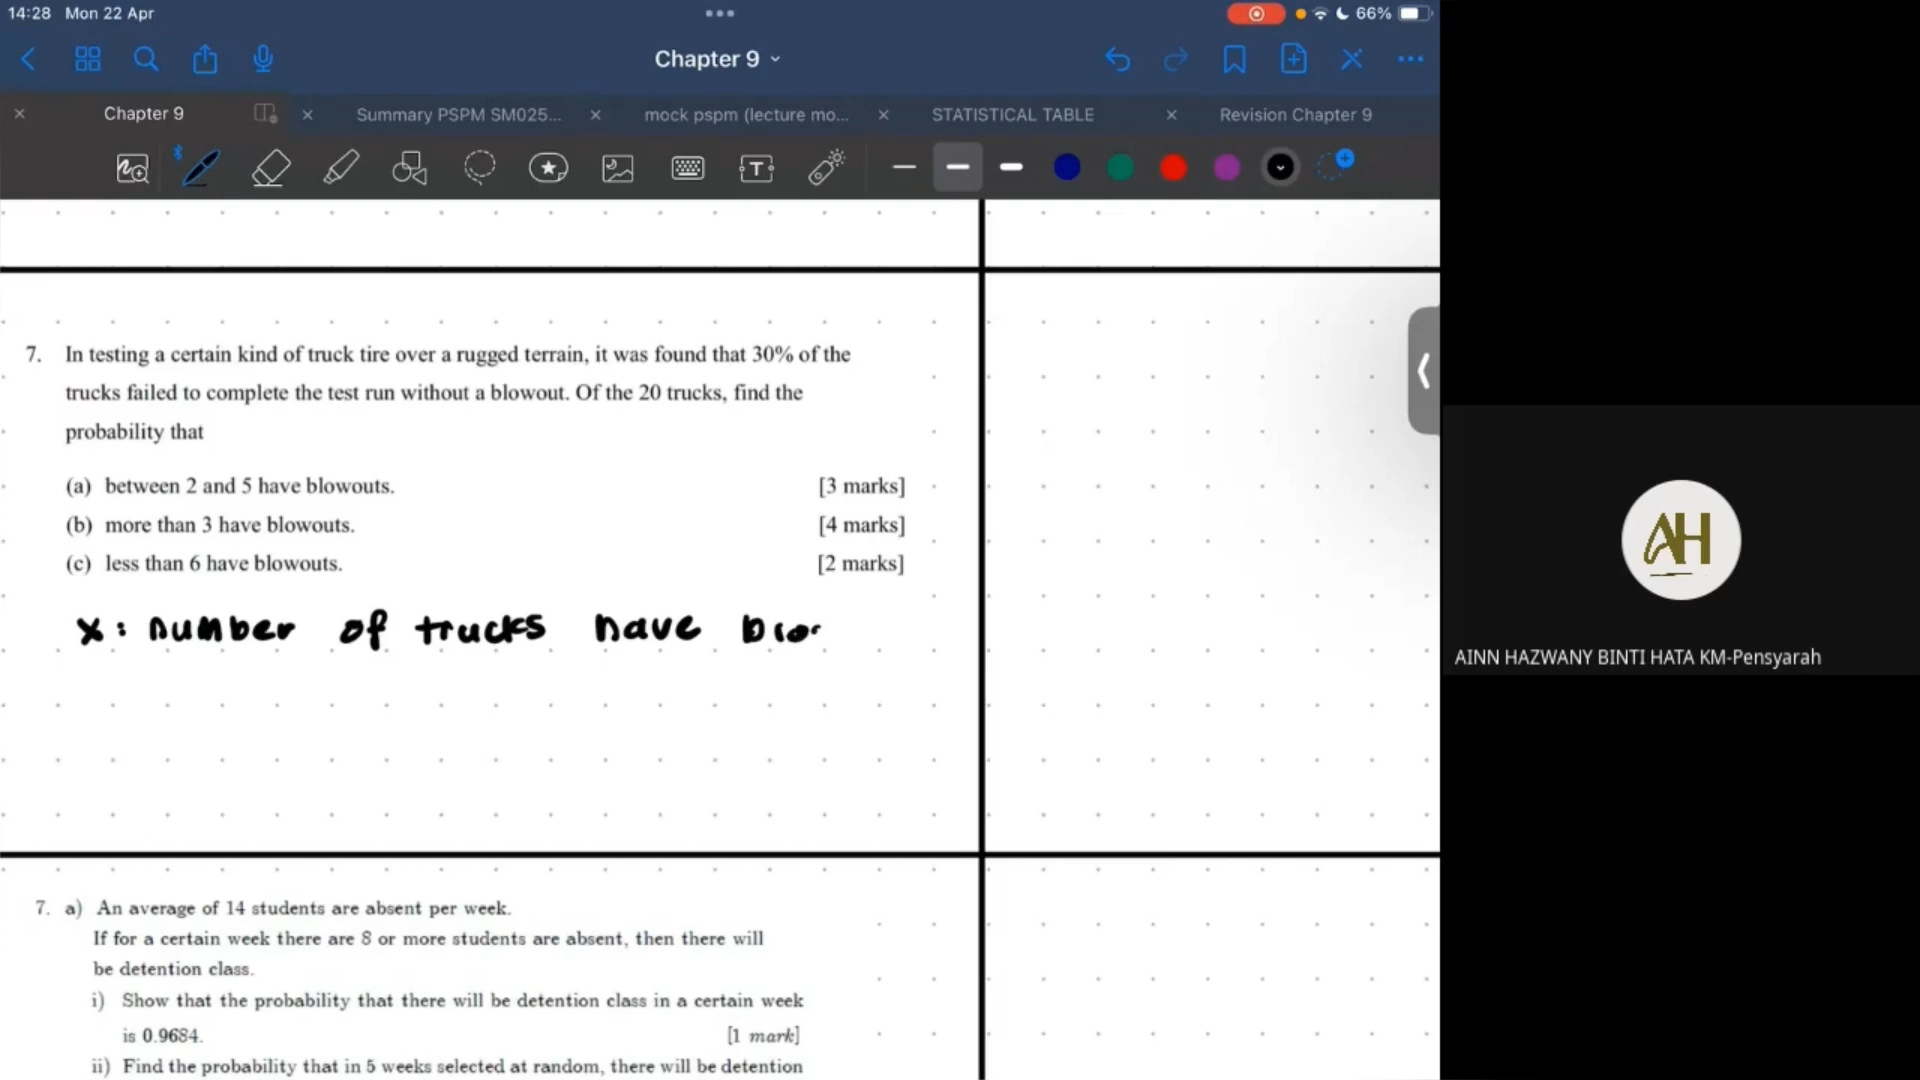 14:28 Mon 22 Apr
66%
Chapter 9
Chapter 9
Summary PSPM SM025...
mock pspm (lecture mo...
STATISTICAL TABLE
Revision Chapter 9
7. In testing a certain kind of truck tire over a rugged terrain, it was found that 30% of the
trucks failed to complete the test run without a blowout. Of the 20 trucks, find the
probability that
(a) between 2 and 5 have blowouts. [3 marks]
(b) more than 3 have blowouts. [4 marks]
(c) less than 6 have blowouts. [2 marks]
X : number of trucks have blo
7. a) An average of 14 students are absent per week.
If for a certain week there are 8 or more students are absent, then there will
be detention class.
i) Show that the probability that there will be detention class in a certain week
is 0.9684. [1 mark]
ii) Find the probability that in 5 weeks selected at random, there will be detention
AH
AINN HAZWANY BINTI HATA KM-Pensyarah